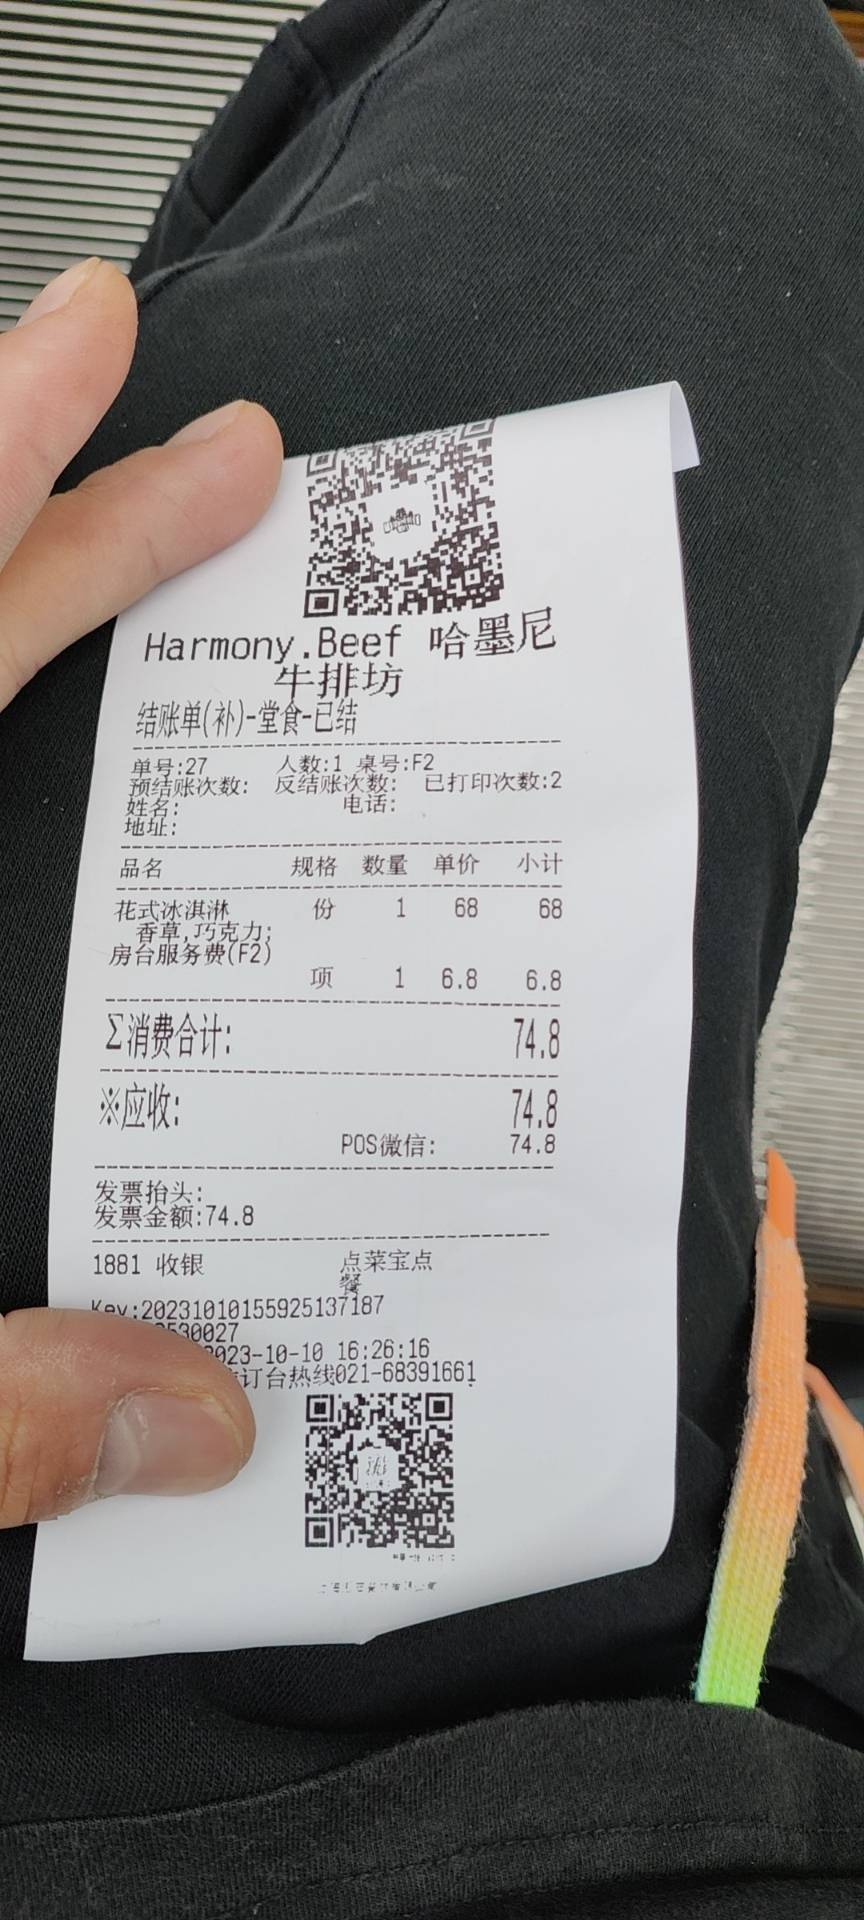 Harmony.Beef 哈墨尼
牛排坊
结账单(补)-堂食-已结
单号:27 人数:1 桌号:F2
预结账次数: 反结账次数: 已打印次数:2
姓名: 电话:
地址:
品名 规格 数量 单价 小计
花式冰淇淋 份 1 68 68
香草,巧克力;
房台服务费(F2)
项 1 6.8 6.8
Σ消费合计: 74.8
※应收: 74.8
POS微信: 74.8
发票抬头:
发票金额:74.8
1881 收银 点菜宝点
餐
Key:20231010155925137187
530027
023-10-10 16:26:16
订台热线021-68391661